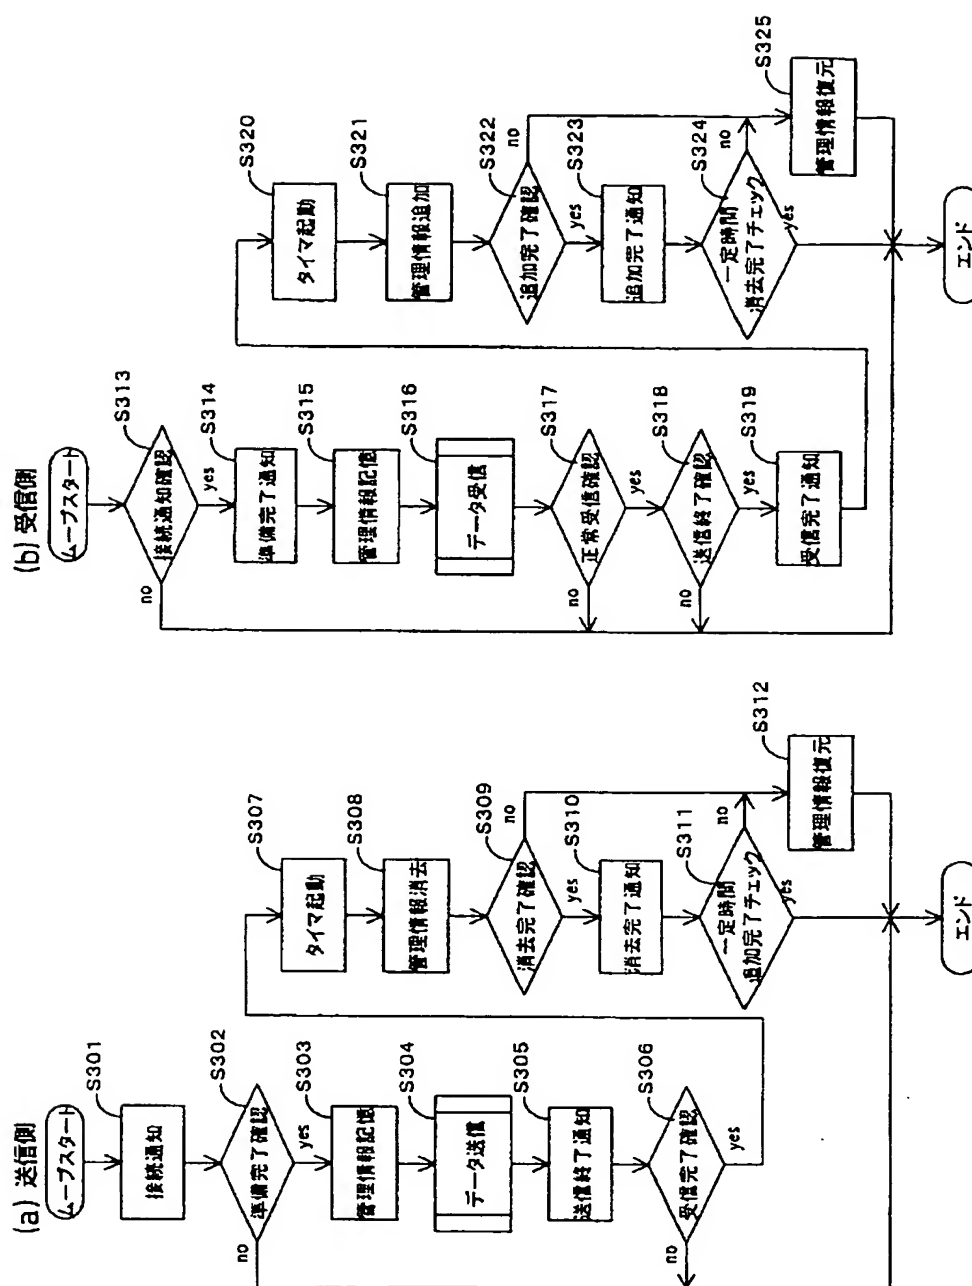 (a) 送信側
ムーブスタート
S301
接続通知
S302
準備完了確認
no
yes
S303
管理情報記憶
S304
データ送信
S305
送信終了通知
S306
受信完了確認
no
yes
S307
タイマ起動
S308
管理情報消去
S309
消去完了確認
no
yes
S310
消去完了通知
S311
一定時間
追加完了チェック
no
yes
S312
管理情報復元
エンド
(b) 受信側
ムーブスタート
S313
接続通知確認
no
yes
S314
準備完了通知
S315
管理情報記憶
S316
データ受信
S317
正常受信確認
no
yes
S318
送信終了確認
no
yes
S319
受信完了通知
S320
タイマ起動
S321
管理情報追加
S322
追加完了確認
no
yes
S323
追加完了通知
S324
一定時間
消去完了チェック
no
yes
S325
管理情報復元
エンド